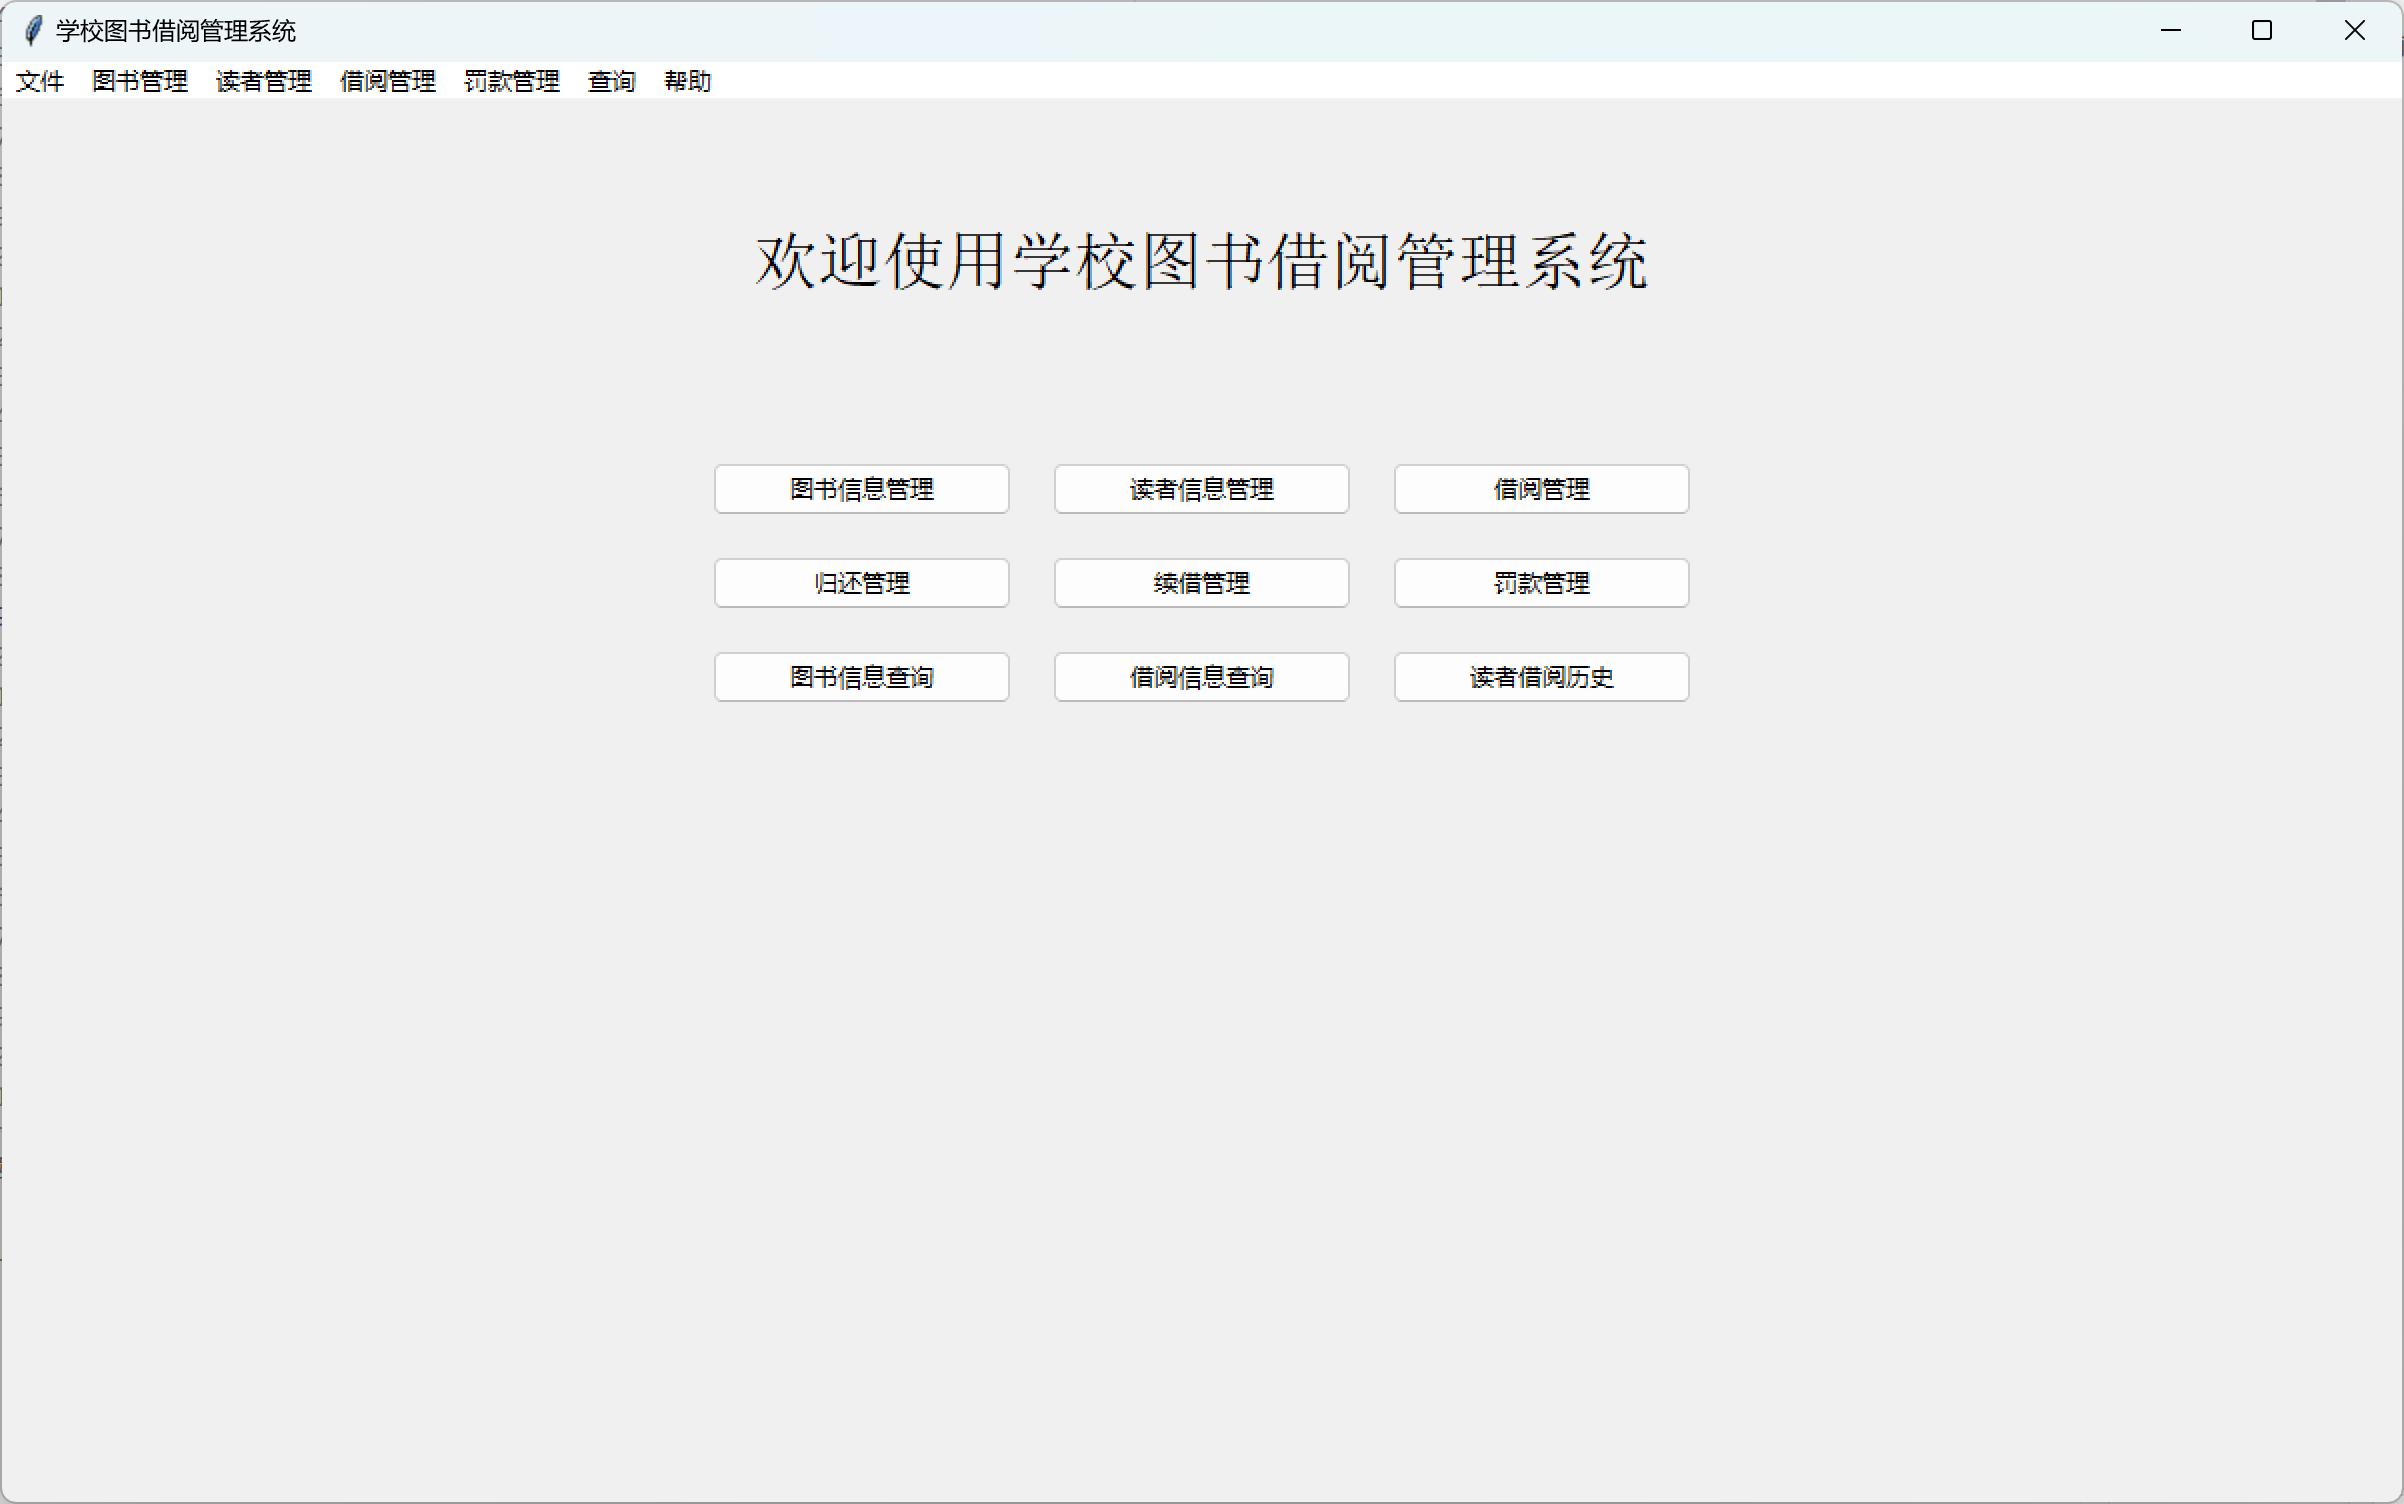 学校图书借阅管理系统
文件 图书管理 读者管理 借阅管理 罚款管理 查询 帮助
欢迎使用学校图书借阅管理系统
图书信息管理 读者信息管理 借阅管理
归还管理 续借管理 罚款管理
图书信息查询 借阅信息查询 读者借阅历史